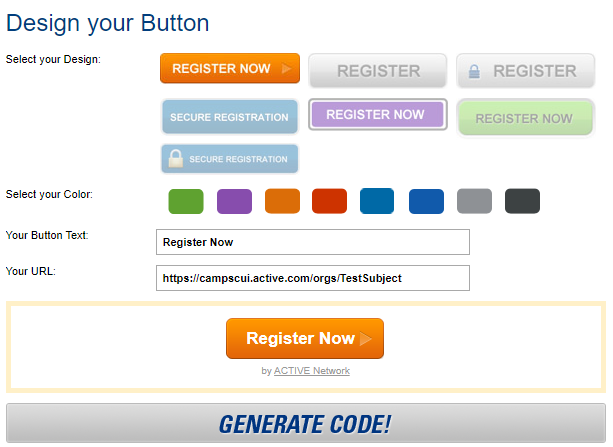 Design your Button
Select your Design:
REGISTER NOW
REGISTER
REGISTER
SECURE REGISTRATION
REGISTER NOW
REGISTER NOW
SECURE REGISTRATION
Select your Color:
Your Button Text:
Register Now
Your URL:
https://campscui.active.com/orgs/TestSubject
Register Now
by ACTIVE Network
GENERATE CODE!